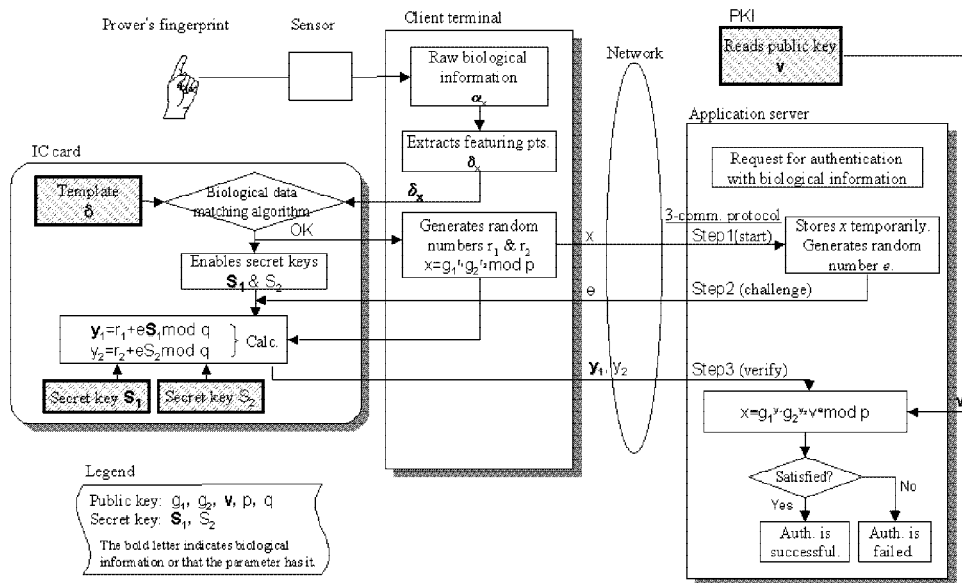 Prover's fingerprint
Sensor
Client terminal
PKI
Reads public key
v
Raw biological
information
αx
Network
Application server
Extracts featuring pts.
δx
Request for authentication
with biological information
IC card
Template
δ
Biological data
matching algorithm
δx
OK
Generates random
numbers r1 & r2
x=g1r1g2r2mod p
x
3-comm. protocol
Step1(start)
Stores x temporarily.
Generates random
number e.
Enables secret keys
S1 & S2
e
Step2 (challenge)
y1=r1+eS1mod q
y2=r2+eS2mod q
Calc.
y1, y2
Step3 (verify)
Secret key S1
Secret key S2
x=g1y1g2y2vemod p
v
Satisfied?
Yes
No
Auth. is
successful.
Auth. is
failed
Legend
Public key: g1, g2, v, p, q
Secret key: S1, S2
The bold letter indicates biological
information or that the parameter has it.